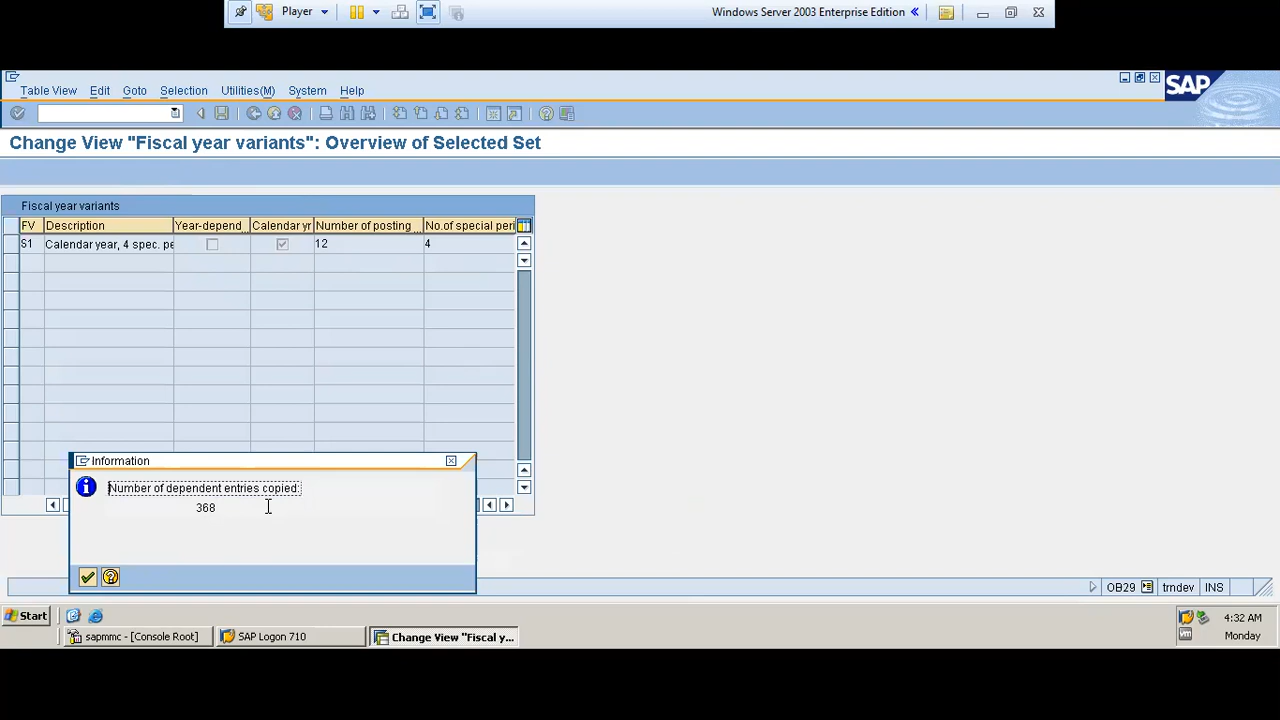 Player
Windows Server 2003 Enterprise Edition
Table View Edit Goto Selection Utilities(M) System Help
SAP
Change View "Fiscal year variants": Overview of Selected Set
Fiscal year variants
FV Description Year-depend Calendar yr Number of posting ... No.of special peri
S1 Calendar year, 4 spec. pe 12 4
Information
Number of dependent entries copied:
368
OB29 trndev INS
Start
4:32 AM
sapmmc - [Console Root] SAP Logon 710 Change View "Fiscal y...
Monday